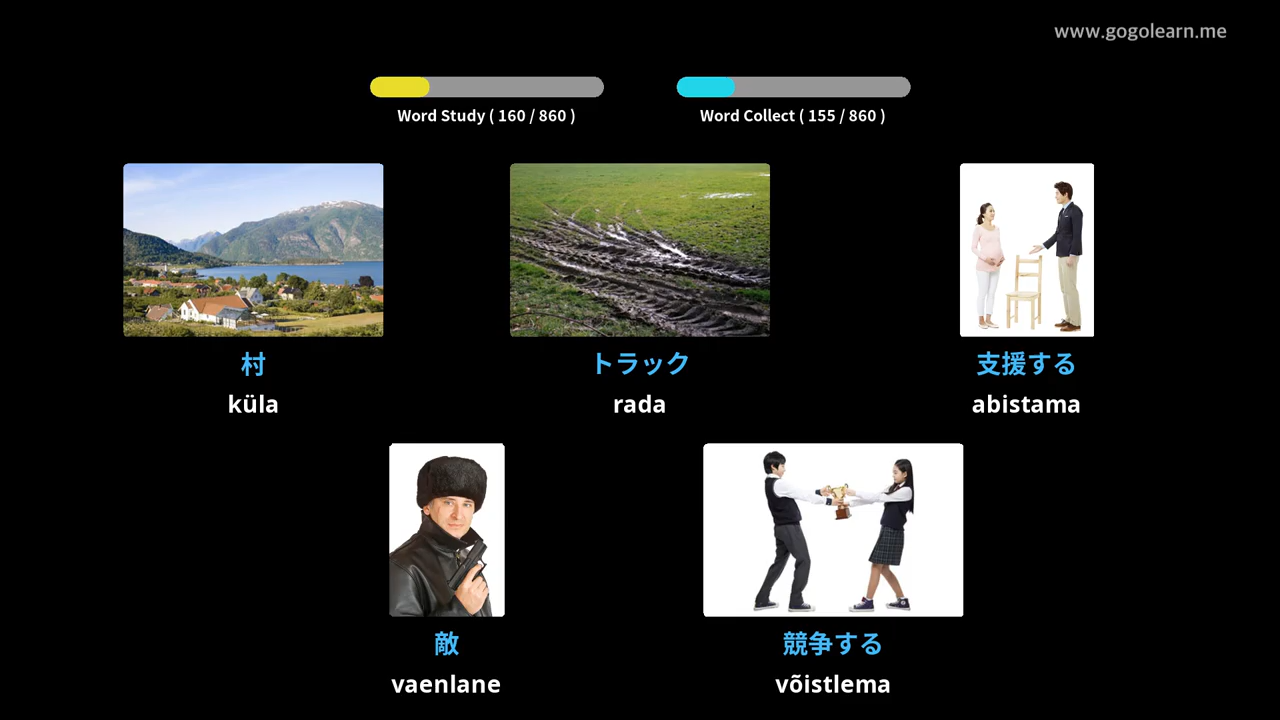 www.gogolearn.me
Word Study ( 160 / 860 )
Word Collect ( 155 / 860 )
村
トラック
支援する
küla
rada
abistama
敵
競争する
vaenlane
võistlema